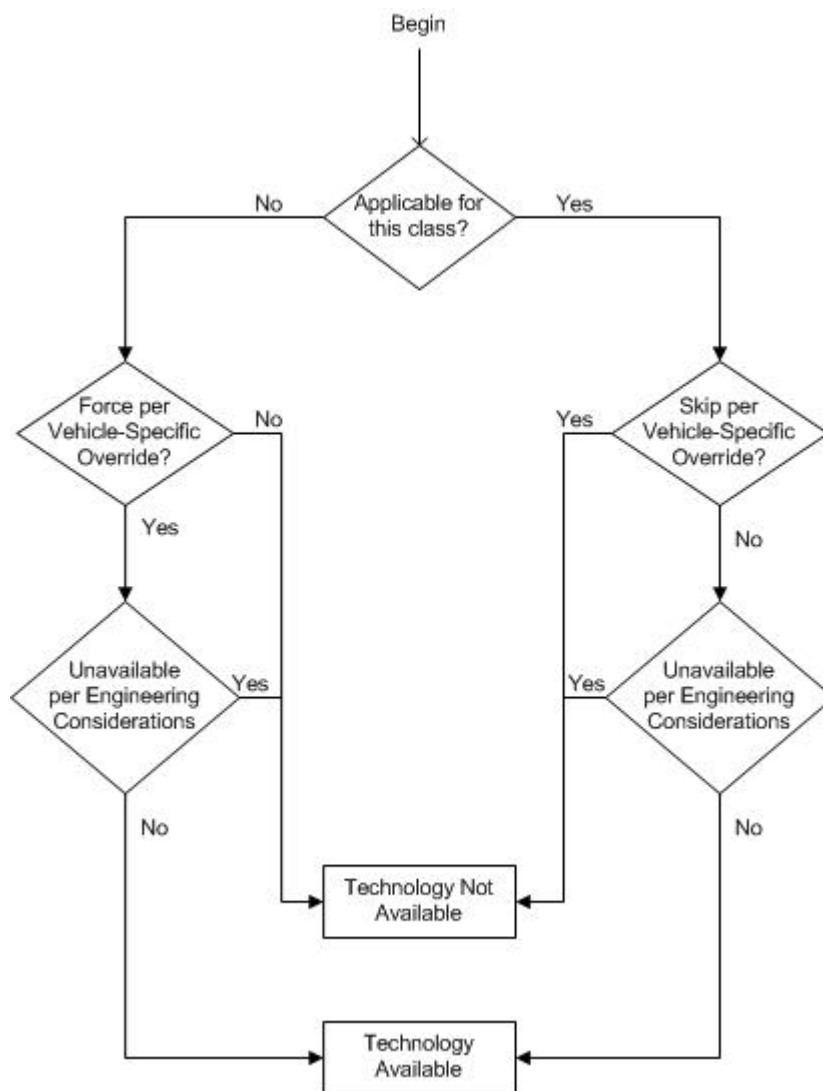 Begin
Applicable for
this class?
No
Yes
Force per
Vehicle-Specific
Override?
No
Yes
Skip per
Vehicle-Specific
Override?
Yes
No
Unavailable
per Engineering
Considerations
Yes
No
Unavailable
per Engineering
Considerations
Yes
No
Technology Not
Available
Technology
Available